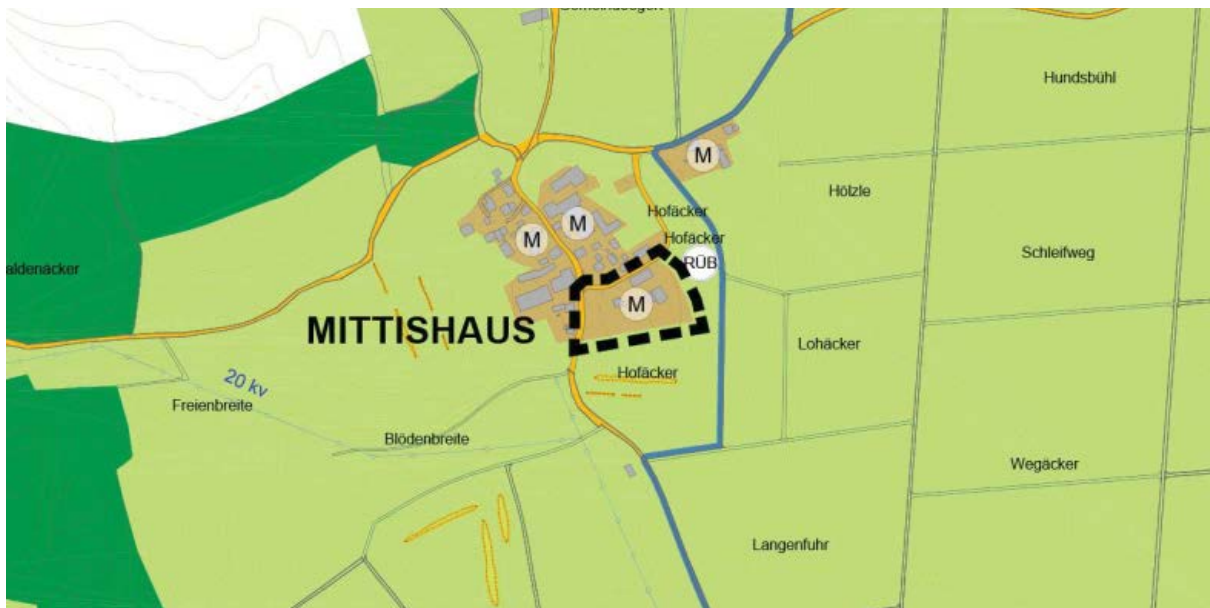 Hundsbühl
M
Hölzle
Hofäcker
M
M
Hofäcker
RÜB
Schleifweg
aldenäcker
M
MITTISHAUS
Lohäcker
Hofäcker
20 kv
Freienbreite
Blödenbreite
Wegäcker
Langenfuhr